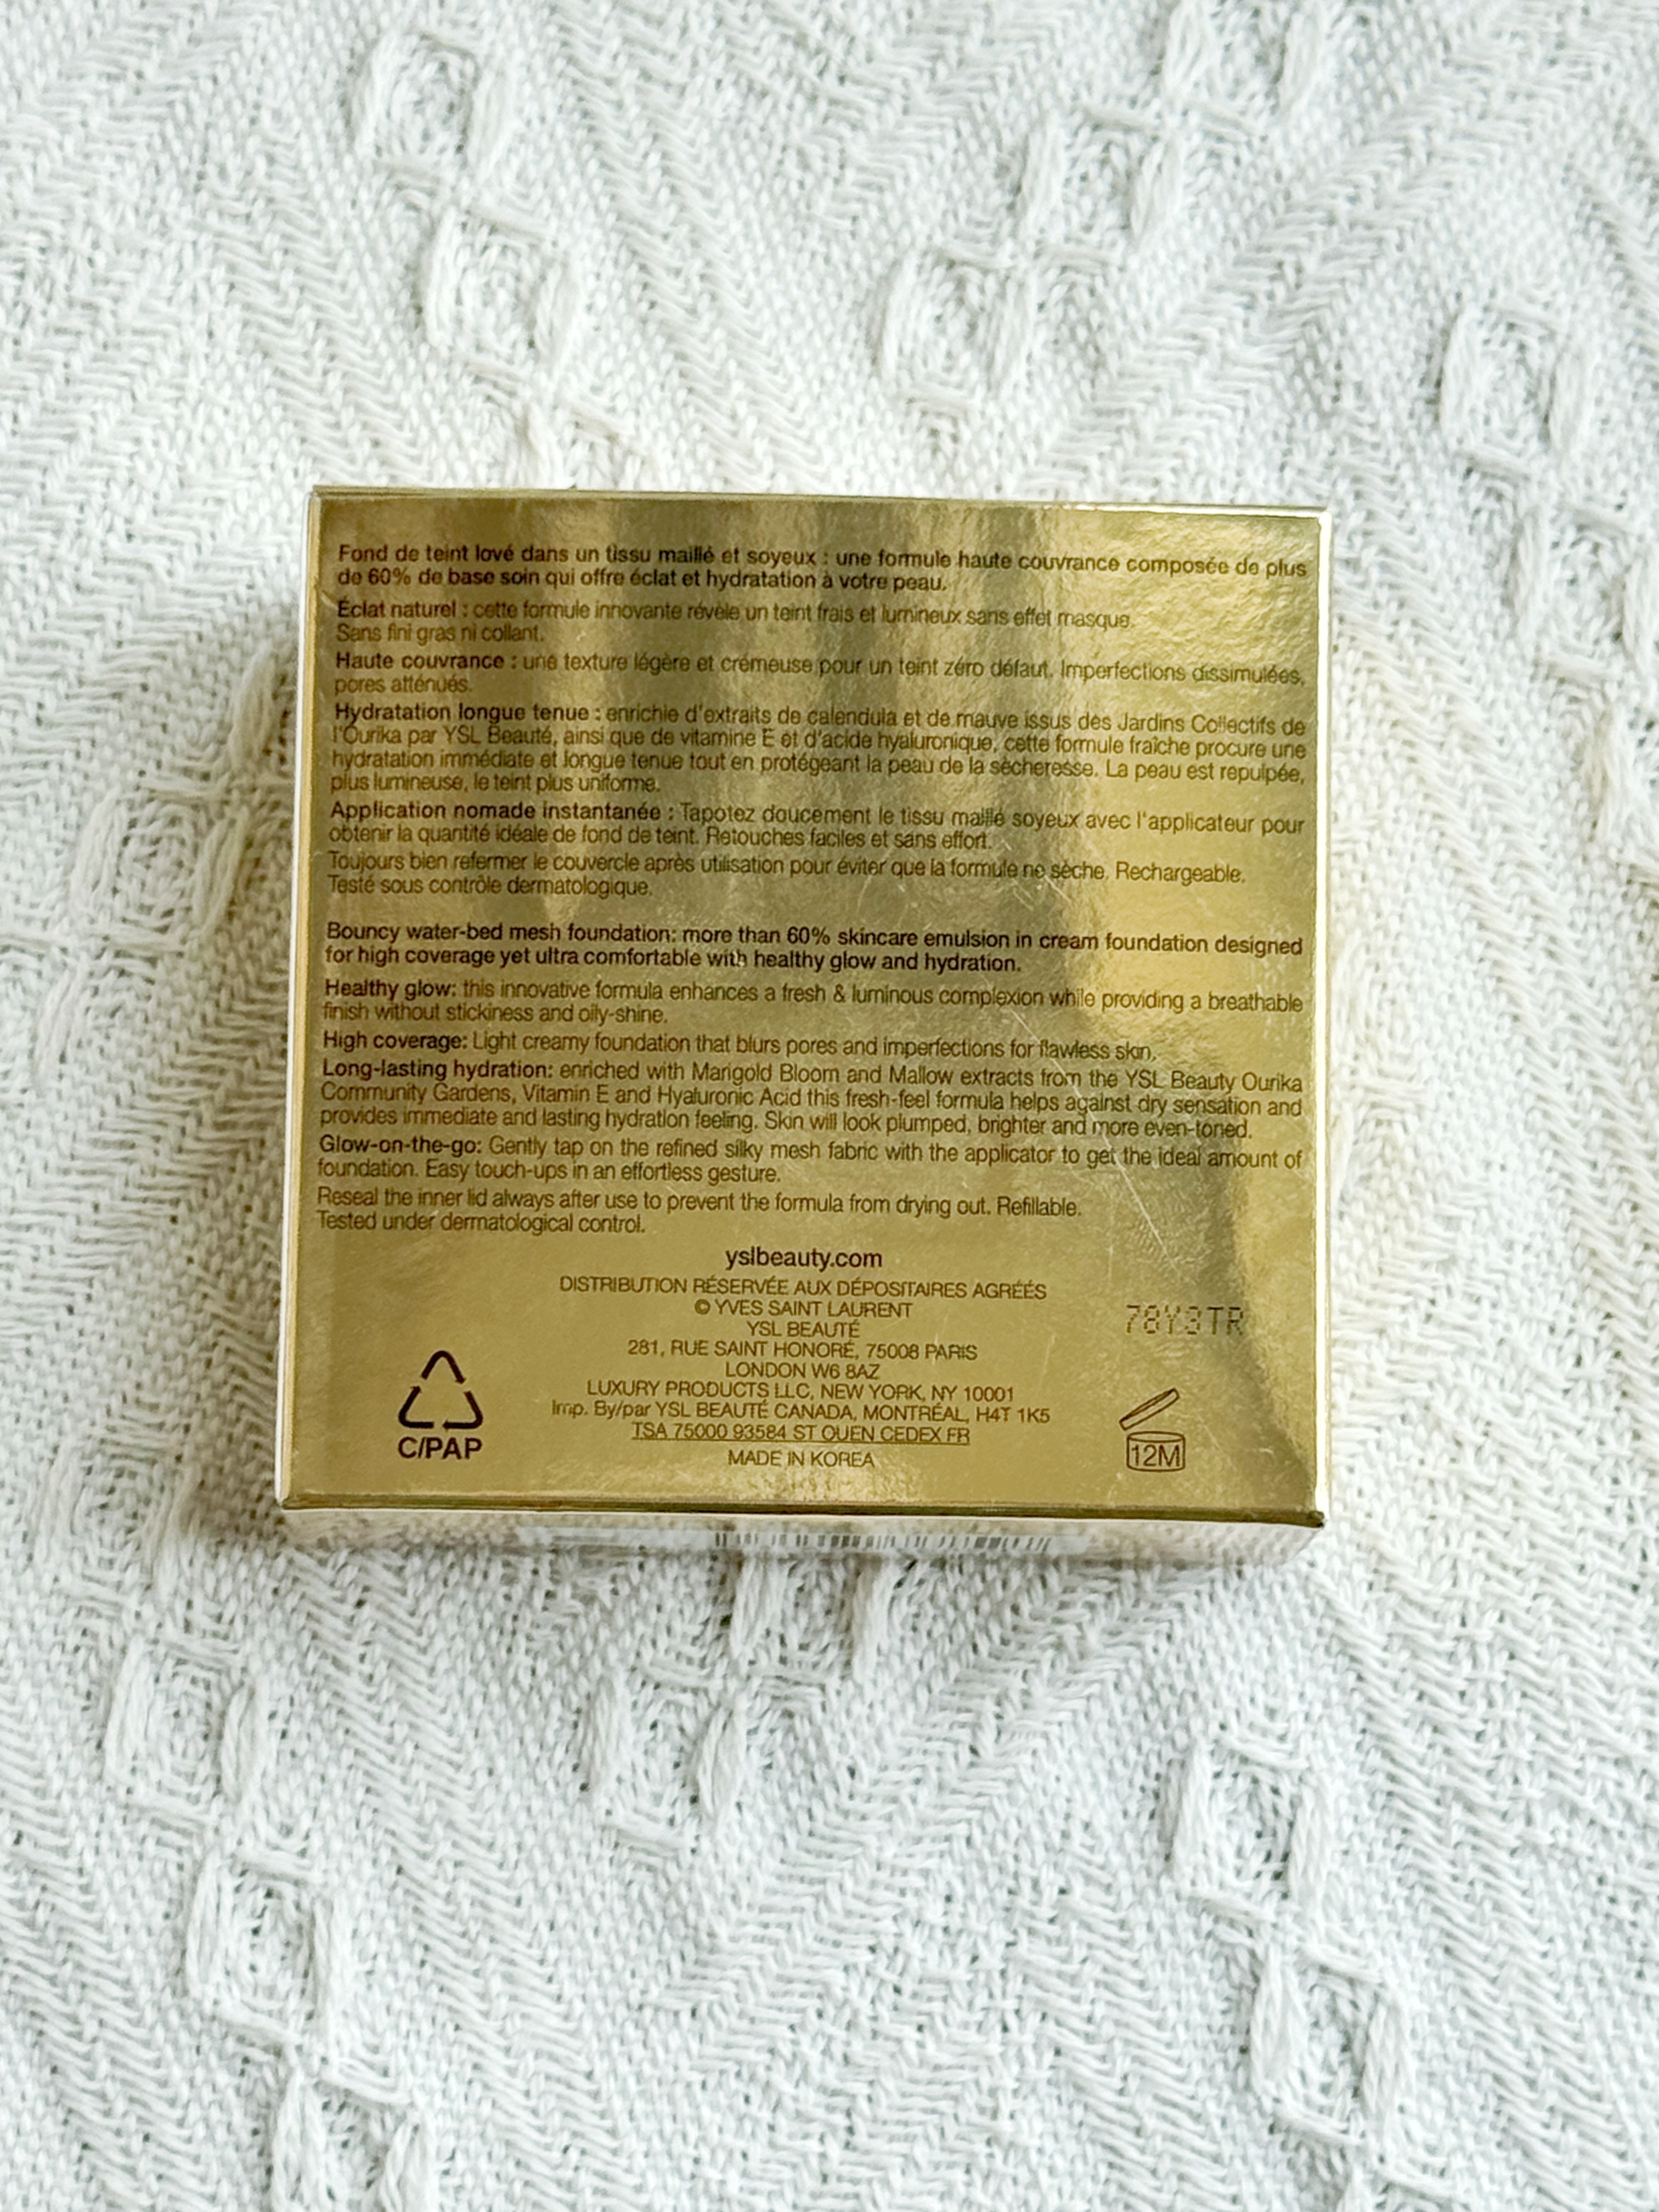 Fond de teint lové dans un tissu maillé et soyeux : une formule haute couvrance composée de plus
de 60% de base soin qui offre éclat et hydratation à votre peau.
Éclat naturel : cette formule innovante révèle un teint frais et lumineux sans effet masque.
Sans fini gras ni collant.
Haute couvrance : une texture légère et crémeuse pour un teint zéro défaut. Imperfections dissimulées,
pores atténués.
Hydratation longue tenue : enrichie d'extraits de calendula et de mauve issus des Jardins Collectifs de
l'Ourika par YSL Beauté, ainsi que de vitamine E et d'acide hyaluronique, cette formule fraîche procure une
hydratation immédiate et longue tenue tout en protégeant la peau de la sècheresse. La peau est repulpée,
plus lumineuse, le teint plus uniforme.
Application nomade instantanée : Tapotez doucement le tissu maillé soyeux avec l'applicateur pour
obtenir la quantité idéale de fond de teint. Retouches faciles et sans effort.
Toujours bien refermer le couvercle après utilisation pour éviter que la formule ne sèche. Rechargeable.
Testé sous contrôle dermatologique.
Bouncy water-bed mesh foundation: more than 60% skincare emulsion in cream foundation designed
for high coverage yet ultra comfortable with healthy glow and hydration.
Healthy glow: this innovative formula enhances a fresh & luminous complexion while providing a breathable
finish without stickiness and oily-shine.
High coverage: Light creamy foundation that blurs pores and imperfections for flawless skin.
Long-lasting hydration: enriched with Marigold Bloom and Mallow extracts from the YSL Beauty Ourika
Community Gardens, Vitamin E and Hyaluronic Acid this fresh-feel formula helps against dry sensation and
provides immediate and lasting hydration feeling. Skin will look plumped, brighter and more even-toned.
Glow-on-the-go: Gently tap on the refined silky mesh fabric with the applicator to get the ideal amount of
foundation. Easy touch-ups in an effortless gesture.
Reseal the inner lid always after use to prevent the formula from drying out. Refillable.
Tested under dermatological control.
yslbeauty.com
DISTRIBUTION RÉSERVÉE AUX DÉPOSITAIRES AGRÉÉS
© YVES SAINT LAURENT
YSL BEAUTÉ
281, RUE SAINT HONORÉ, 75008 PARIS
LONDON W6 8AZ
LUXURY PRODUCTS LLC, NEW YORK, NY 10001
Imp. By/par YSL BEAUTÉ CANADA, MONTRÉAL, H4T 1K5
TSA 75000 93584 ST OUEN CEDEX FR
MADE IN KOREA
78Y3TR
C/PAP
12M